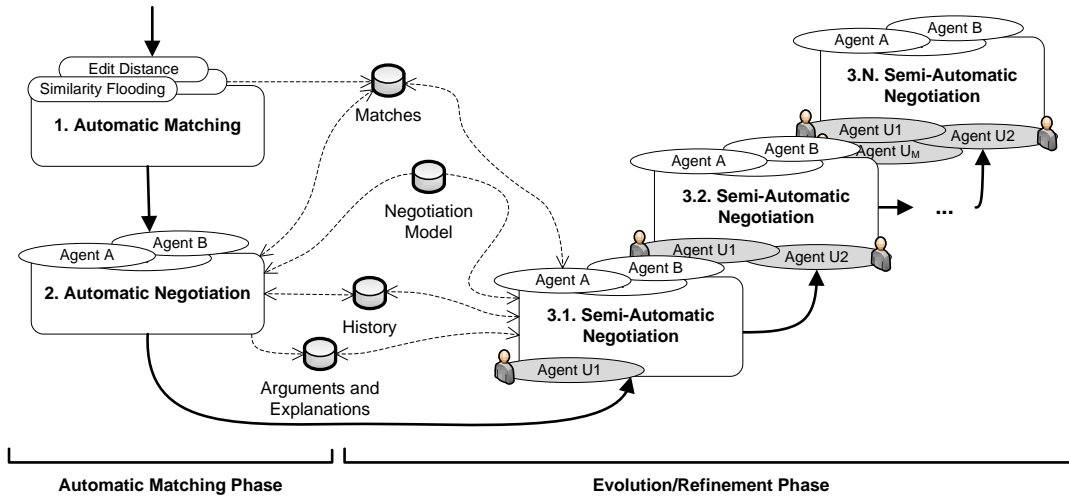 Edit Distance
Similarity Flooding
1. Automatic Matching
Agent A
Agent B
2. Automatic Negotiation
Matches
Negotiation
Model
History
Arguments and
Explanations
Agent A
Agent B
3.1. Semi-Automatic
Negotiation
Agent U1
Agent A
Agent B
3.2. Semi-Automatic
Negotiation
Agent U1
Agent U2
...
Agent A
Agent B
3.N. Semi-Automatic
Negotiation
Agent U1
Agent U2
Agent UM
Automatic Matching Phase
Evolution/Refinement Phase